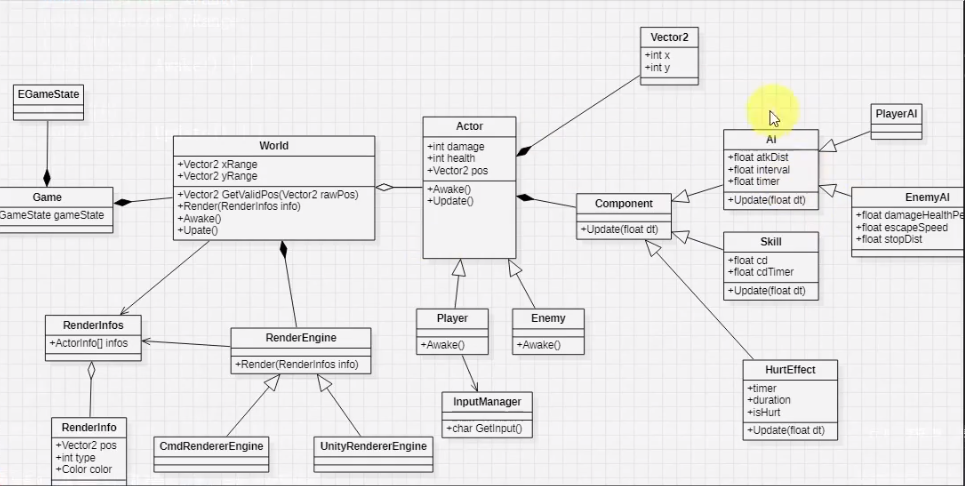 Vector2
+int x
+int y
EGameState
Game
GameState gameState
World
+Vector2 xRange
+Vector2 yRange
+Vector2 GetValidPos(Vector2 rawPos)
+Render(RenderInfos info)
+Awake()
+Upate()
Actor
+int damage
+int health
+Vector2 pos
+Awake()
+Update()
Component
+Update(float dt)
AI
+float atkDist
+float interval
+float timer
+Update(float dt)
PlayerAI
EnemyAI
+float damageHealthPe
+float escapeSpeed
+float stopDist
Skill
+float cd
+float cdTimer
+Update(float dt)
RenderInfos
+ActorInfo[] infos
RenderEngine
+Render(RenderInfos info)
Player
+Awake()
Enemy
+Awake()
InputManager
+char GetInput()
HurtEffect
+timer
+duration
+isHurt
+Update(float dt)
RenderInfo
+Vector2 pos
+int type
+Color color
CmdRendererEngine
UnityRendererEngine